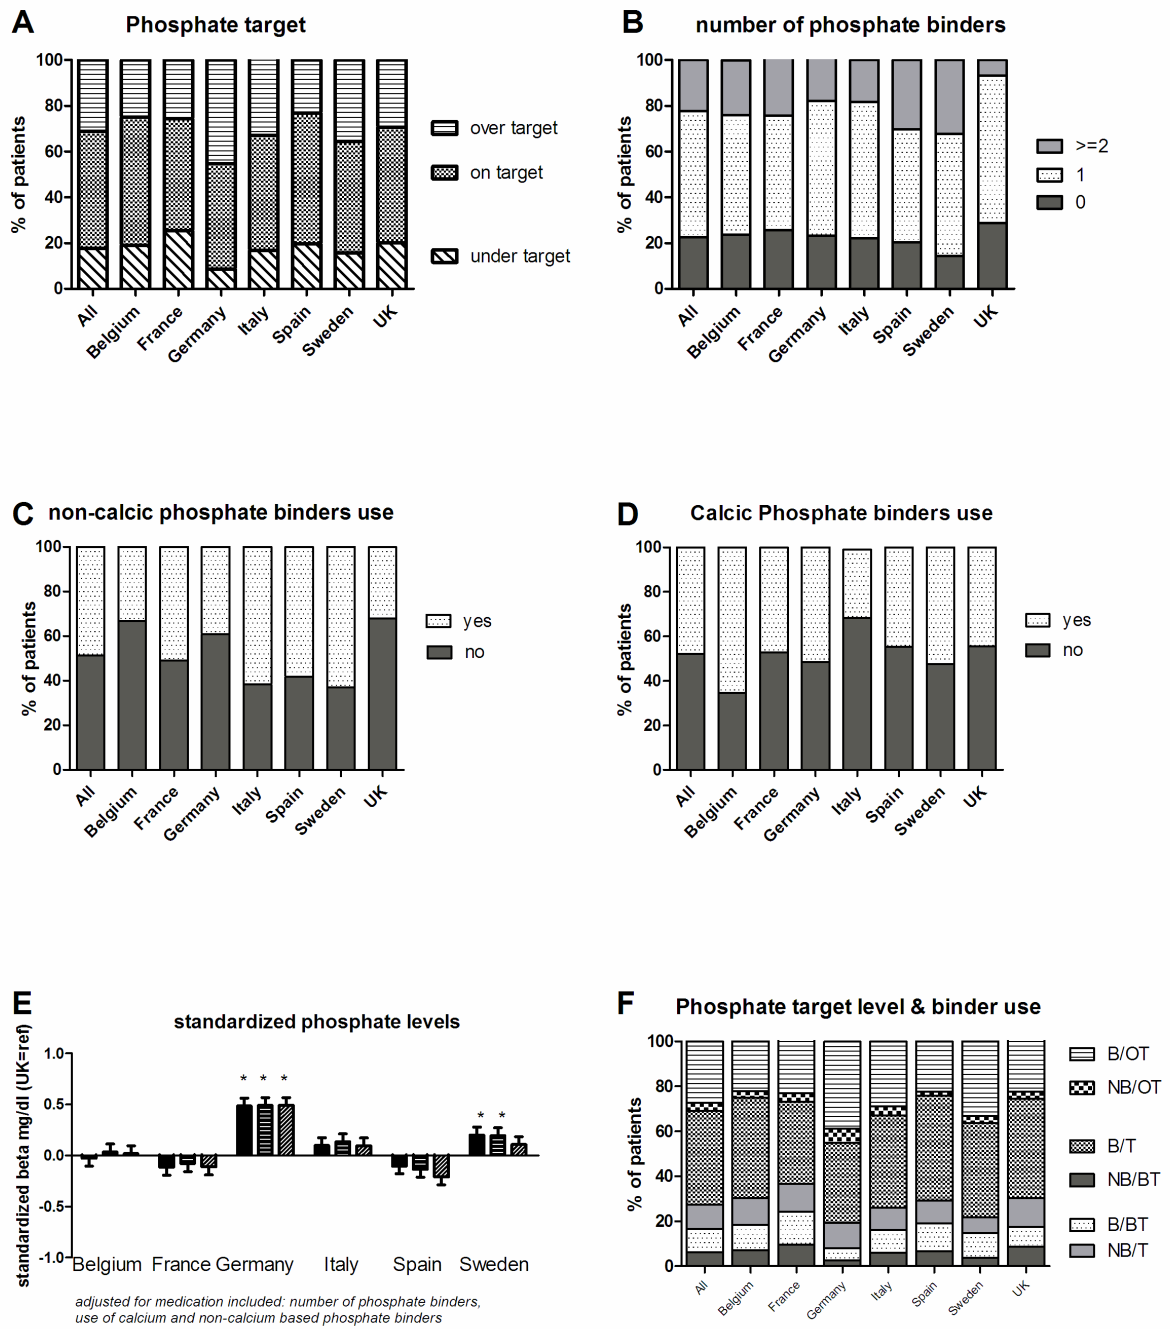 A
Phosphate target
% of patients
100
80
60
40
20
0
All
Belgium
France
Germany
Italy
Spain
Sweden
UK
over target
on target
under target
B
number of phosphate binders
% of patients
100
80
60
40
20
0
All
Belgium
France
Germany
Italy
Spain
Sweden
UK
>=2
1
0
C
non-calcic phosphate binders use
% of patients
100
80
60
40
20
0
All
Belgium
France
Germany
Italy
Spain
Sweden
UK
yes
no
D
Calcic Phosphate binders use
% of patients
100
80
60
40
20
0
All
Belgium
France
Germany
Italy
Spain
Sweden
UK
yes
no
E
standardized phosphate levels
standardized beta mg/dl (UK=ref)
1.0
0.5
0.0
-0.5
-1.0
* * *
* *
Belgium France Germany Italy Spain Sweden
adjusted for medication included: number of phosphate binders,
use of calcium and non-calcium based phosphate binders
F
Phosphate target level & binder use
% of patients
100
80
60
40
20
0
All
Belgium
France
Germany
Italy
Spain
Sweden
UK
B/OT
NB/OT
B/T
NB/BT
B/BT
NB/T